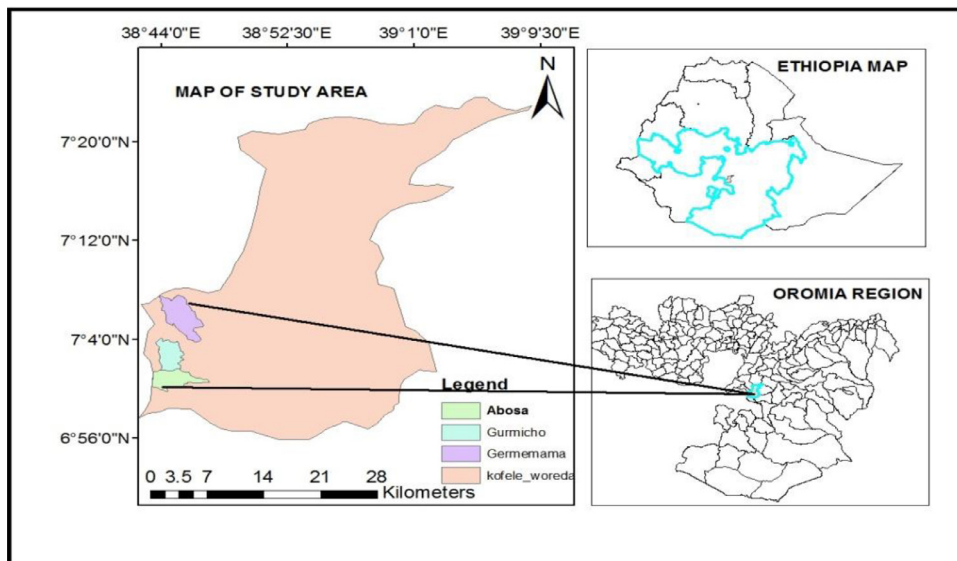 38°44'0"E 38°52'30"E 39°1'0"E 39°9'30"E
MAP OF STUDY AREA
N
7°20'0"N
7°12'0"N
7°4'0"N
6°56'0"N
Legend
Abosa
Gurmicho
Germemama
kofele_woreda
0 3.5 7 14 21 28
Kilometers
ETHIOPIA MAP
OROMIA REGION